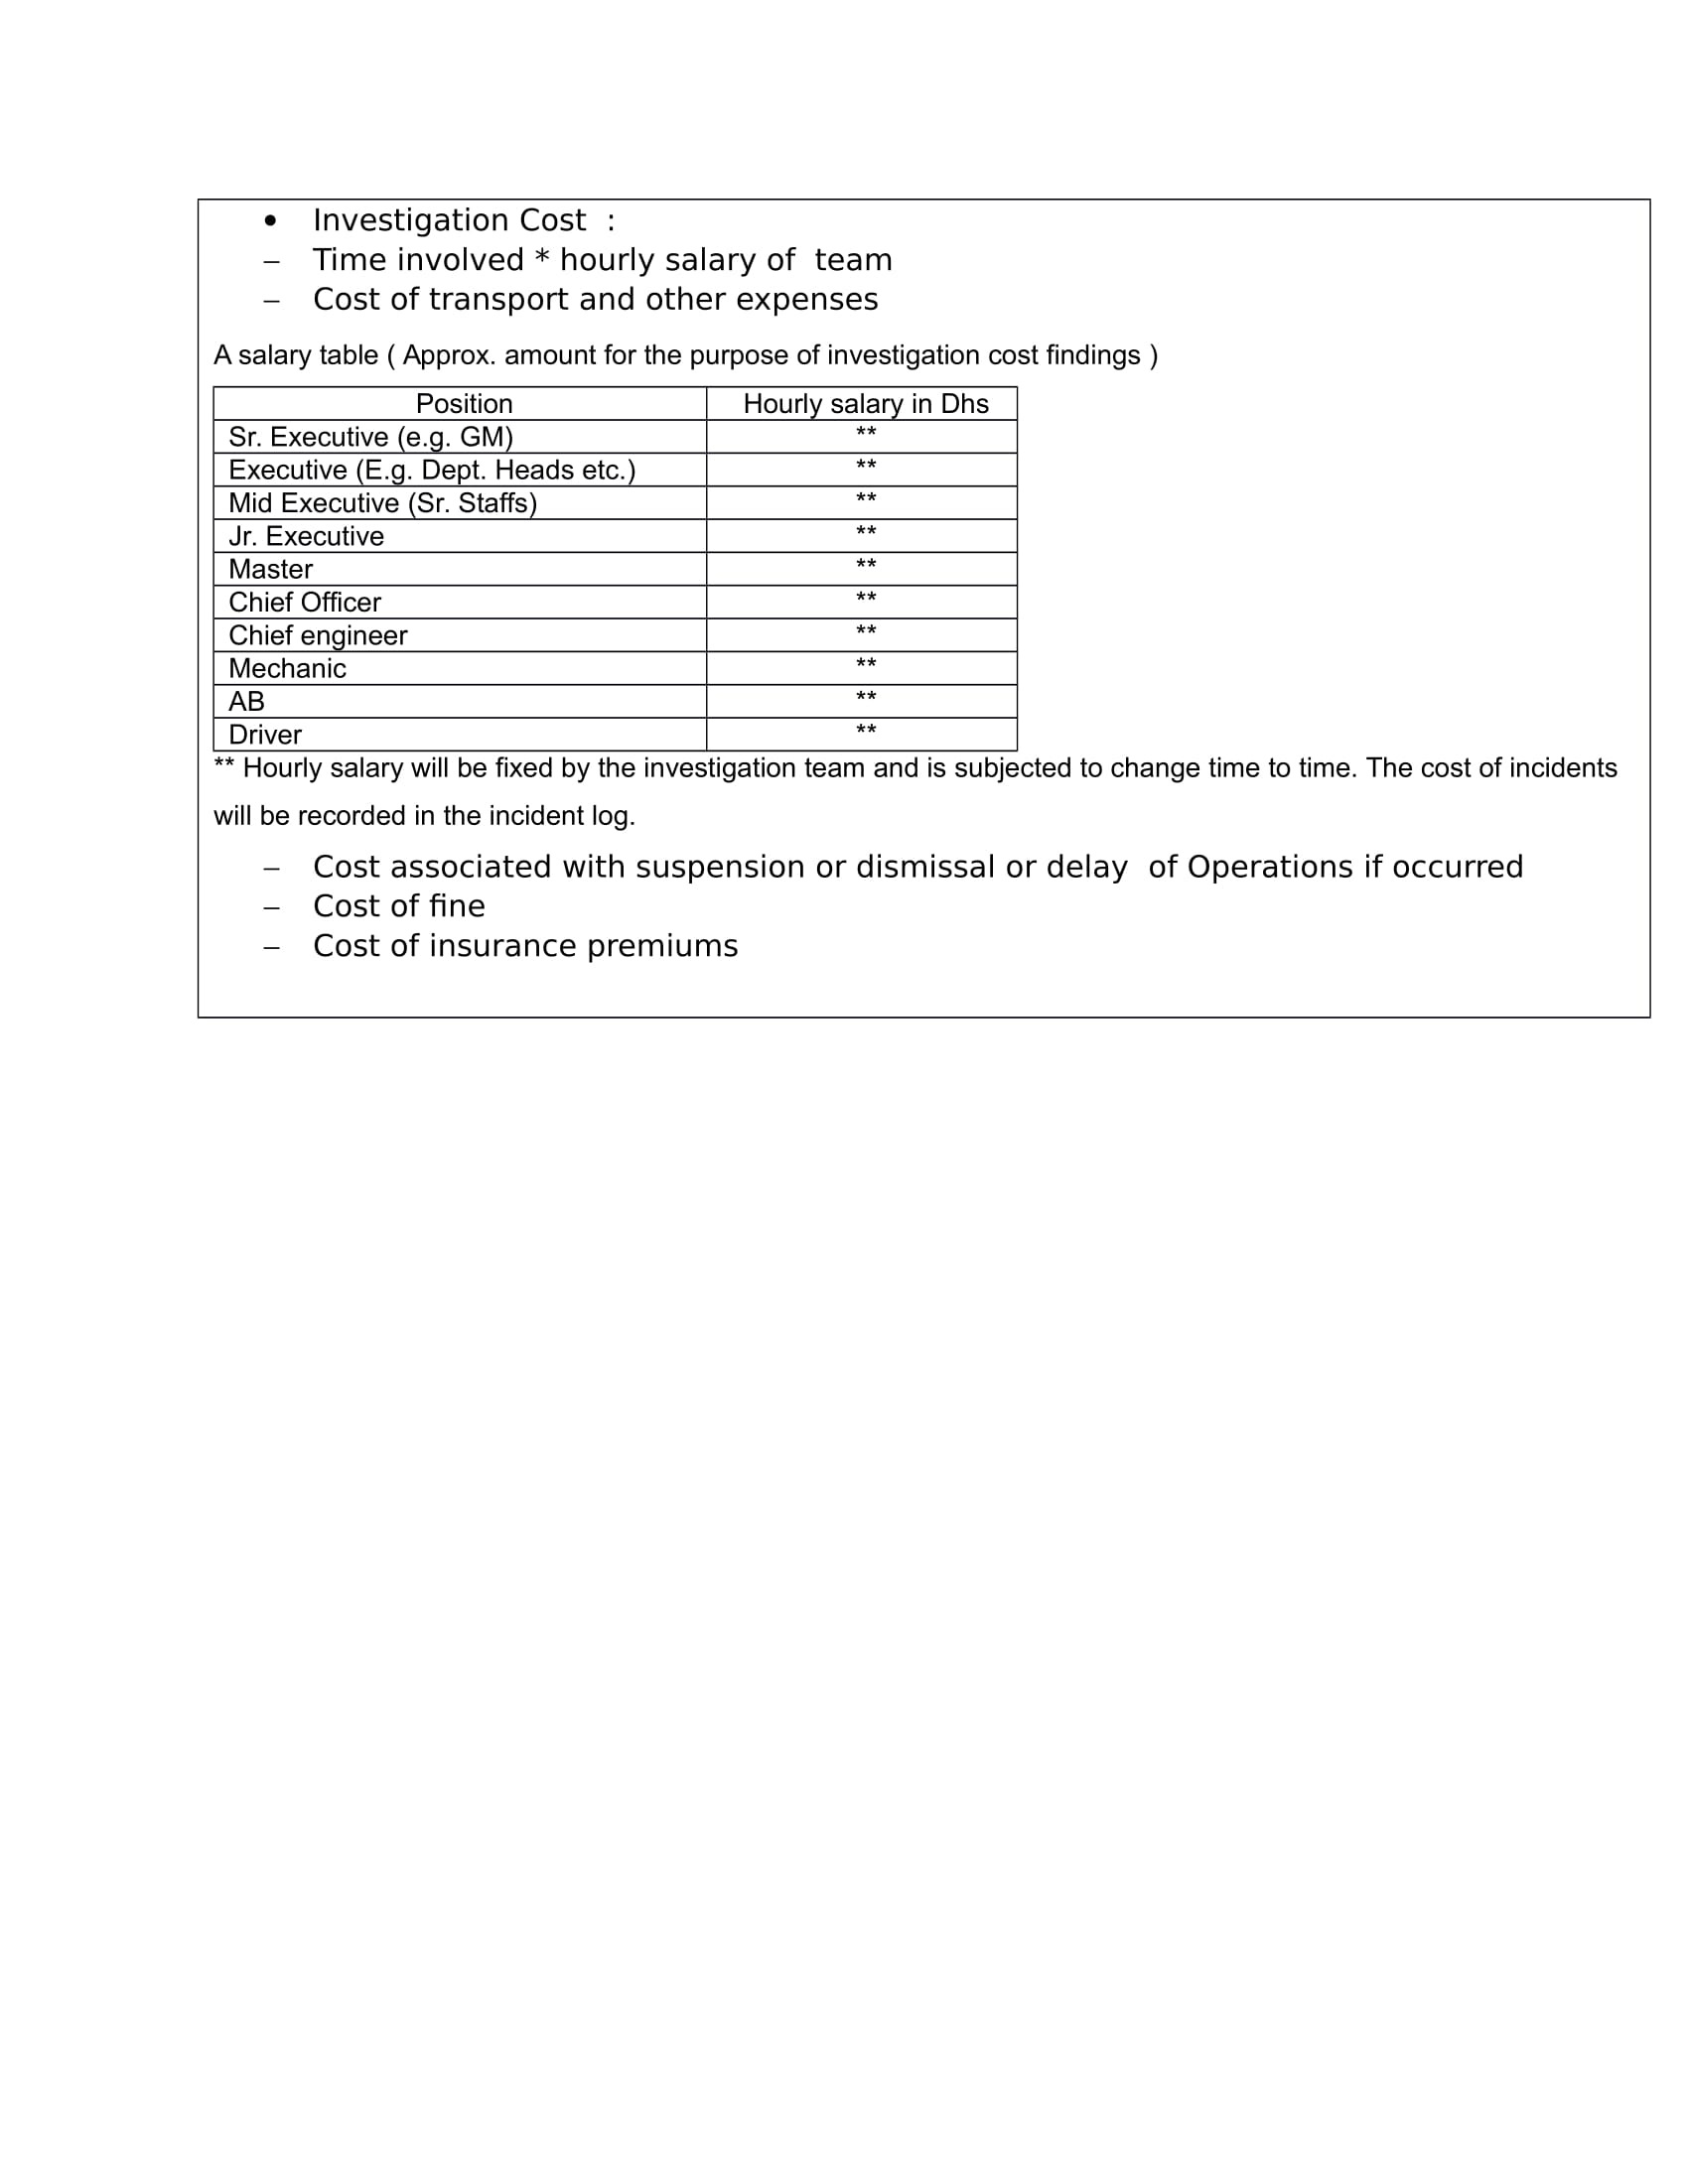 • Investigation Cost  :
– Time involved * hourly salary of  team
– Cost of transport and other expenses
A salary table ( Approx. amount for the purpose of investigation cost findings )
Position Hourly salary in Dhs
Sr. Executive (e.g. GM) **
Executive (E.g. Dept. Heads etc.) **
Mid Executive (Sr. Staffs) **
Jr. Executive **
Master **
Chief Officer **
Chief engineer **
Mechanic **
AB **
Driver **
** Hourly salary will be fixed by the investigation team and is subjected to change time to time. The cost of incidents
will be recorded in the incident log.
– Cost associated with suspension or dismissal or delay  of Operations if occurred
– Cost of fine
– Cost of insurance premiums